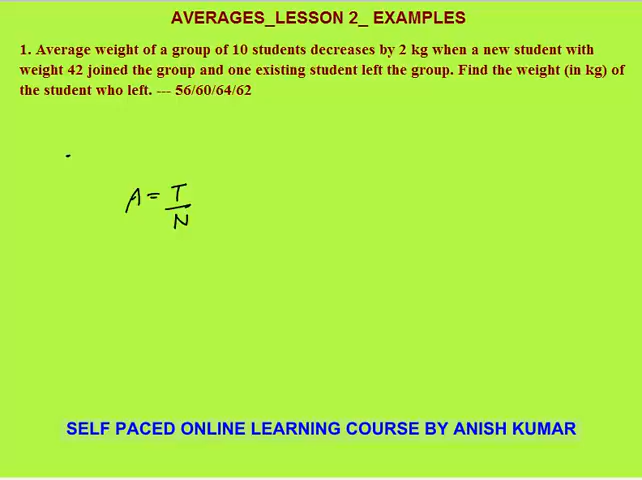 AVERAGES_LESSON 2_ EXAMPLES
1. Average weight of a group of 10 students decreases by 2 kg when a new student with
weight 42 joined the group and one existing student left the group. Find the weight (in kg) of
the student who left. --- 56/60/64/62
A = T
N
SELF PACED ONLINE LEARNING COURSE BY ANISH KUMAR